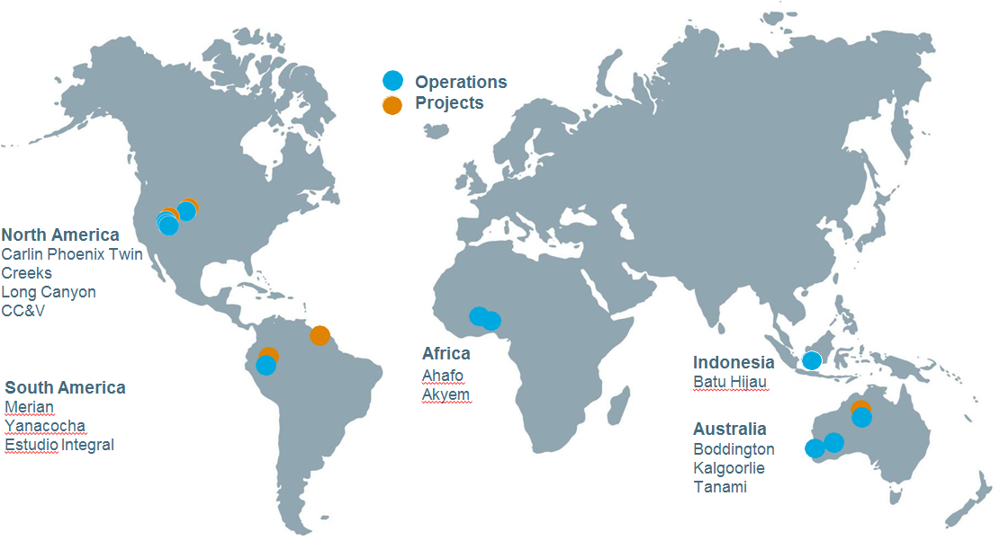 Operations
Projects
North America
Carlin Phoenix Twin
Creeks
Long Canyon
CC&V
South America
Merian
Yanacocha
Estudio Integral
Africa
Ahafo
Akyem
Indonesia
Batu Hijau
Australia
Boddington
Kalgoorlie
Tanami